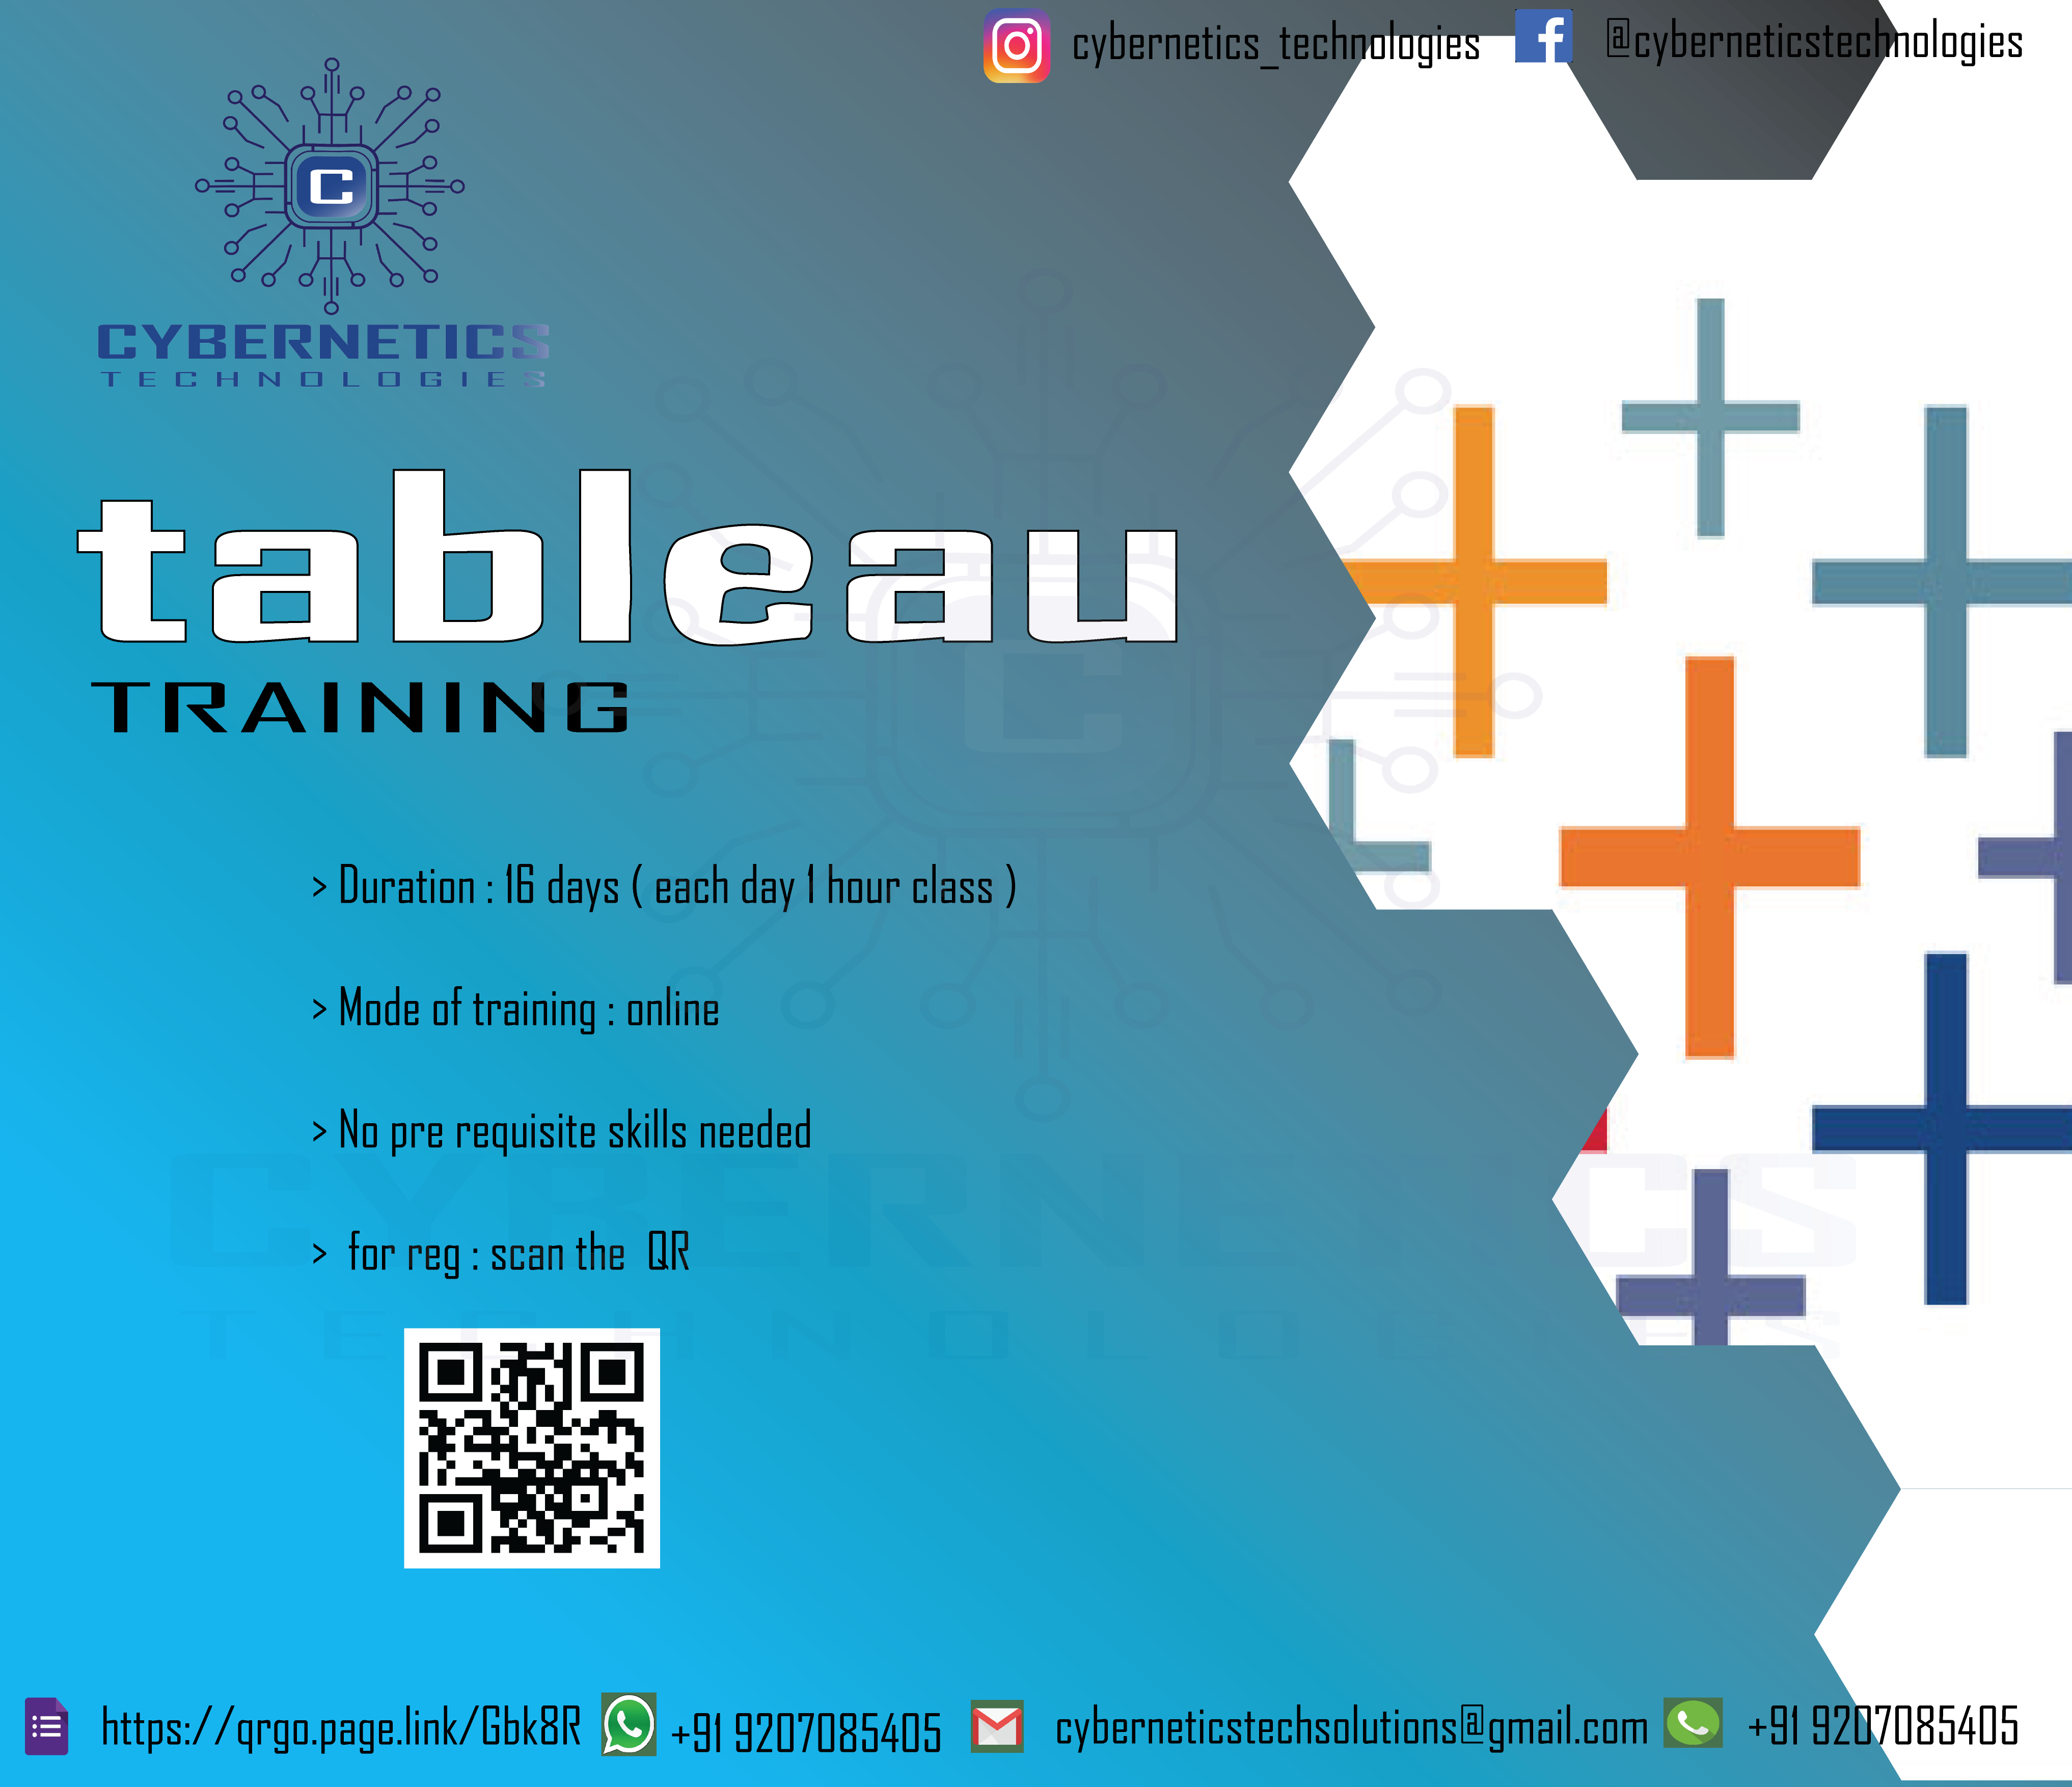 cybernetics_technologies @cyberneticstechnologies
C
CYBERNETICS
TECHNOLOGIES
tableau
TRAINING
C
> Duration : 16 days ( each day 1 hour class )
> Mode of training : online
> No pre requisite skills needed
CYBERNETICS
> for reg : scan the QR
TECHNOLOGIES
https://qrgo.page.link/Gbk8R +91 9207085405 cyberneticstechsolutions@gmail.com +91 9207085405